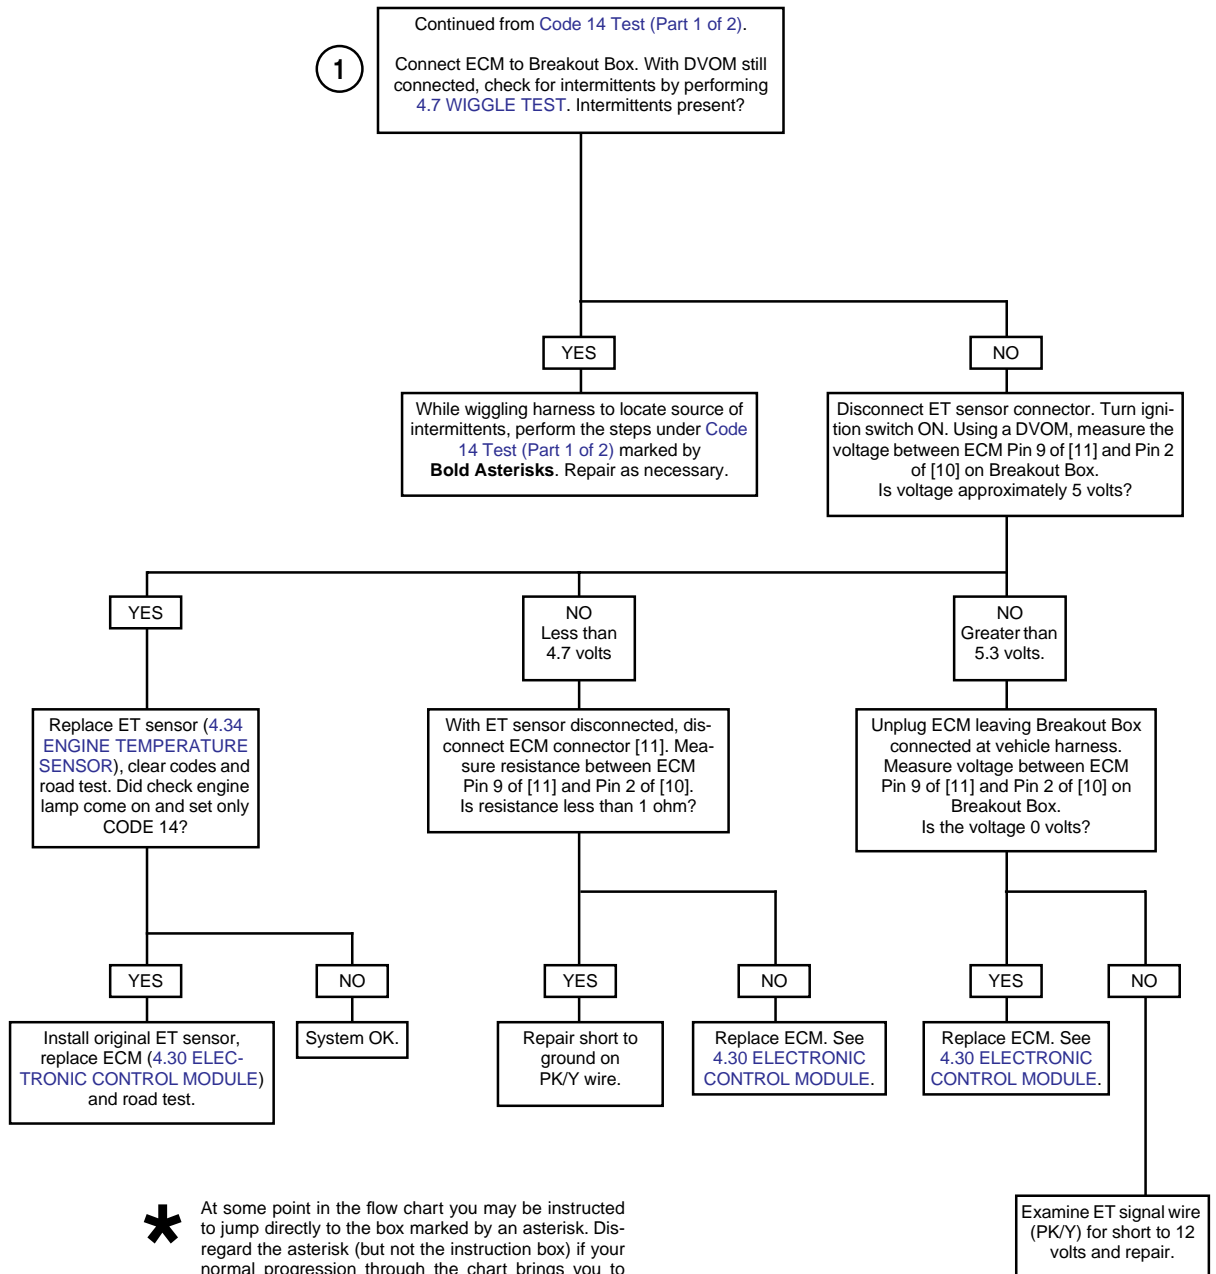 Continued from Code 14 Test (Part 1 of 2).
1
Connect ECM to Breakout Box. With DVOM still
connected, check for intermittents by performing
4.7 WIGGLE TEST. Intermittents present?
YES
NO
While wiggling harness to locate source of
intermittents, perform the steps under Code
14 Test (Part 1 of 2) marked by
Bold Asterisks. Repair as necessary.
Disconnect ET sensor connector. Turn igni-
tion switch ON. Using a DVOM, measure the
voltage between ECM Pin 9 of [11] and Pin 2
of [10] on Breakout Box.
Is voltage approximately 5 volts?
YES
NO
Less than
4.7 volts
NO
Greater than
5.3 volts.
Replace ET sensor (4.34
ENGINE TEMPERATURE
SENSOR), clear codes and
road test. Did check engine
lamp come on and set only
CODE 14?
With ET sensor disconnected, dis-
connect ECM connector [11]. Mea-
sure resistance between ECM
Pin 9 of [11] and Pin 2 of [10].
Is resistance less than 1 ohm?
Unplug ECM leaving Breakout Box
connected at vehicle harness.
Measure voltage between ECM
Pin 9 of [11] and Pin 2 of [10] on
Breakout Box.
Is the voltage 0 volts?
YES
NO
YES
NO
YES
NO
Install original ET sensor,
replace ECM (4.30 ELEC-
TRONIC CONTROL MODULE)
and road test.
System OK.
Repair short to
ground on
PK/Y wire.
Replace ECM. See
4.30 ELECTRONIC
CONTROL MODULE.
Replace ECM. See
4.30 ELECTRONIC
CONTROL MODULE.
Examine ET signal wire
(PK/Y) for short to 12
volts and repair.
* At some point in the flow chart you may be instructed
to jump directly to the box marked by an asterisk. Dis-
regard the asterisk (but not the instruction box) if your
normal progression through the chart brings you to